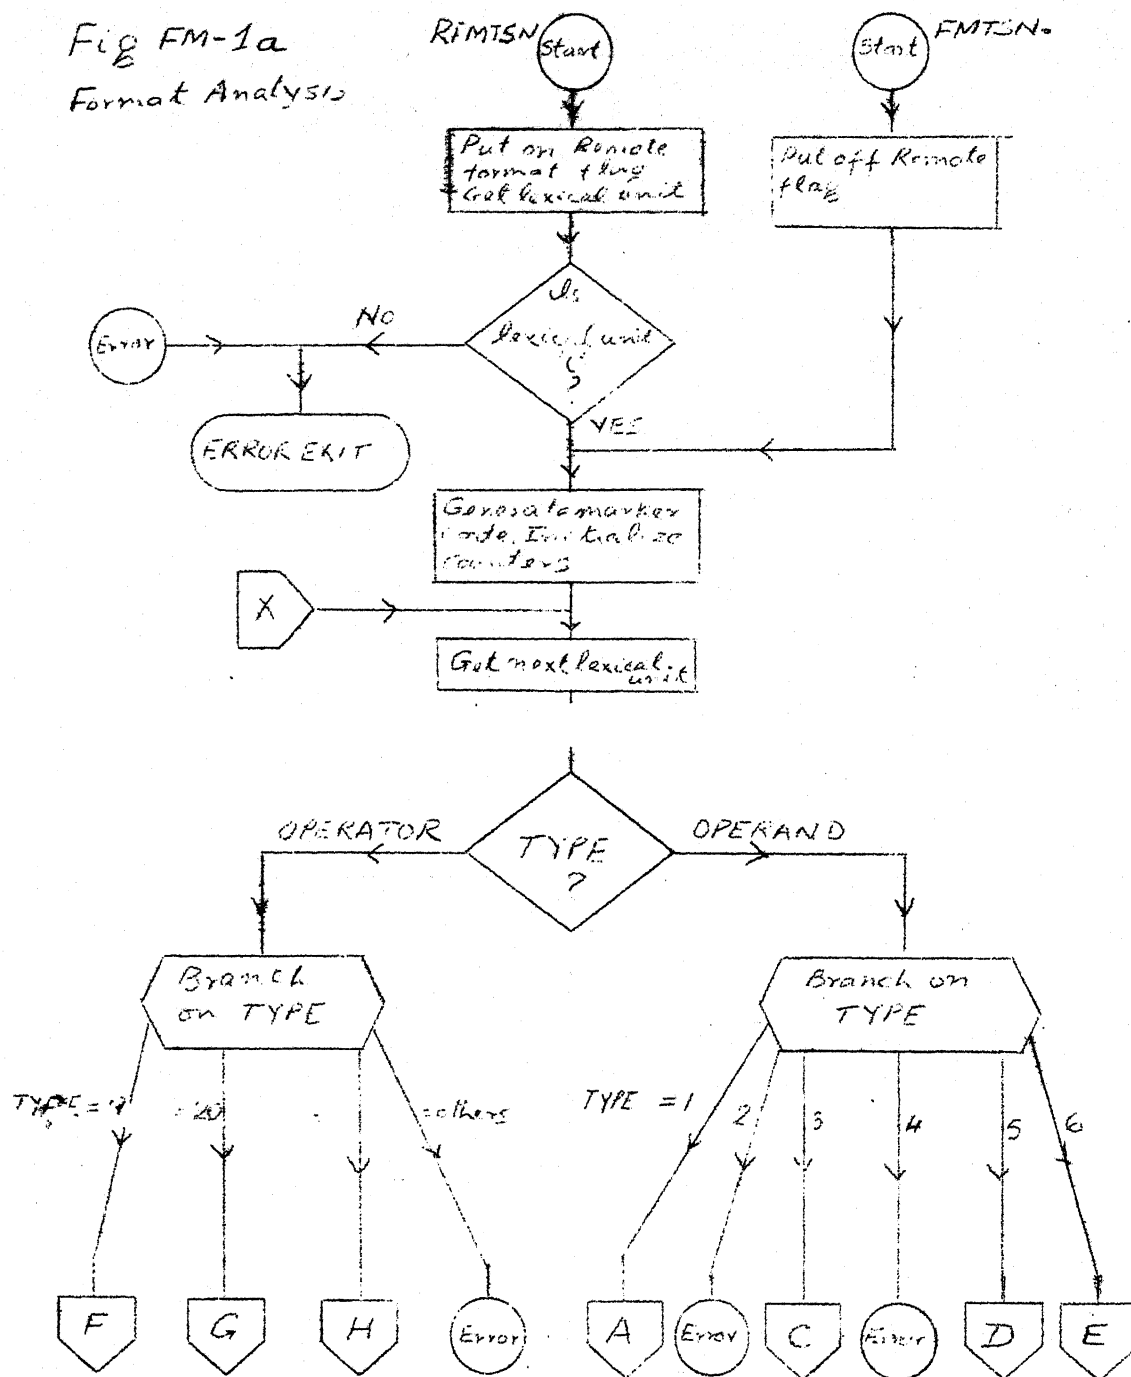 Fig FM-1a
Format Analysis
RFMTSN
Start
FMTSN.
Start
Put on Remote
format flag
Get lexical unit
Put off Remote
flag
Is
lexical unit
(
?
NO
Error
ERROR EXIT
YES
Generate marker
code, Initialize
counters
X
Get next lexical
unit
TYPE
?
OPERATOR
OPERAND
Branch
on TYPE
Branch on
TYPE
TYPE =
=20
=others
TYPE = 1
2
3
4
5
6
F
G
H
Error
A
Error
C
Error
D
E